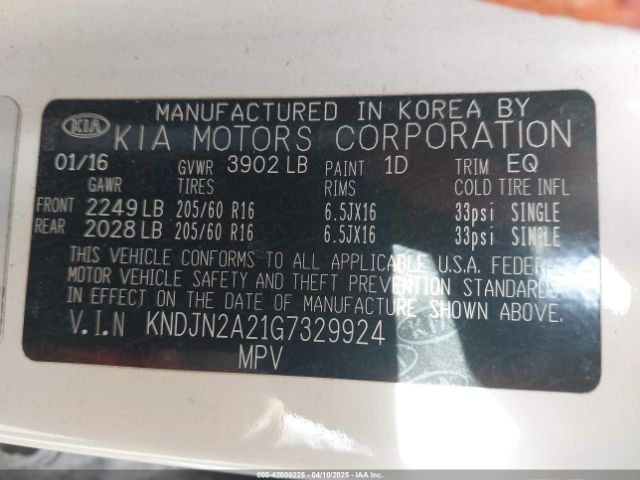 MANUFACTURED IN KOREA BY
KIA KIA MOTORS CORPORATION
01/16 GVWR 3902 LB PAINT 1D TRIM EQ
GAWR TIRES RIMS COLD TIRE INFL
FRONT 2249 LB 205/60 R16 6.5JX16 33psi SINGLE
REAR 2028 LB 205/60 R16 6.5JX16 33psi SINGLE
THIS VEHICLE CONFORMS TO ALL APPLICABLE U.S.A. FEDERAL
MOTOR VEHICLE SAFETY AND THEFT PREVENTION STANDARDS
IN EFFECT ON THE DATE OF MANUFACTURE SHOWN ABOVE.
V.I.N KNDJN2A21G7329924
MPV
000-42008225 - 04/10/2025 - IAAI.COM